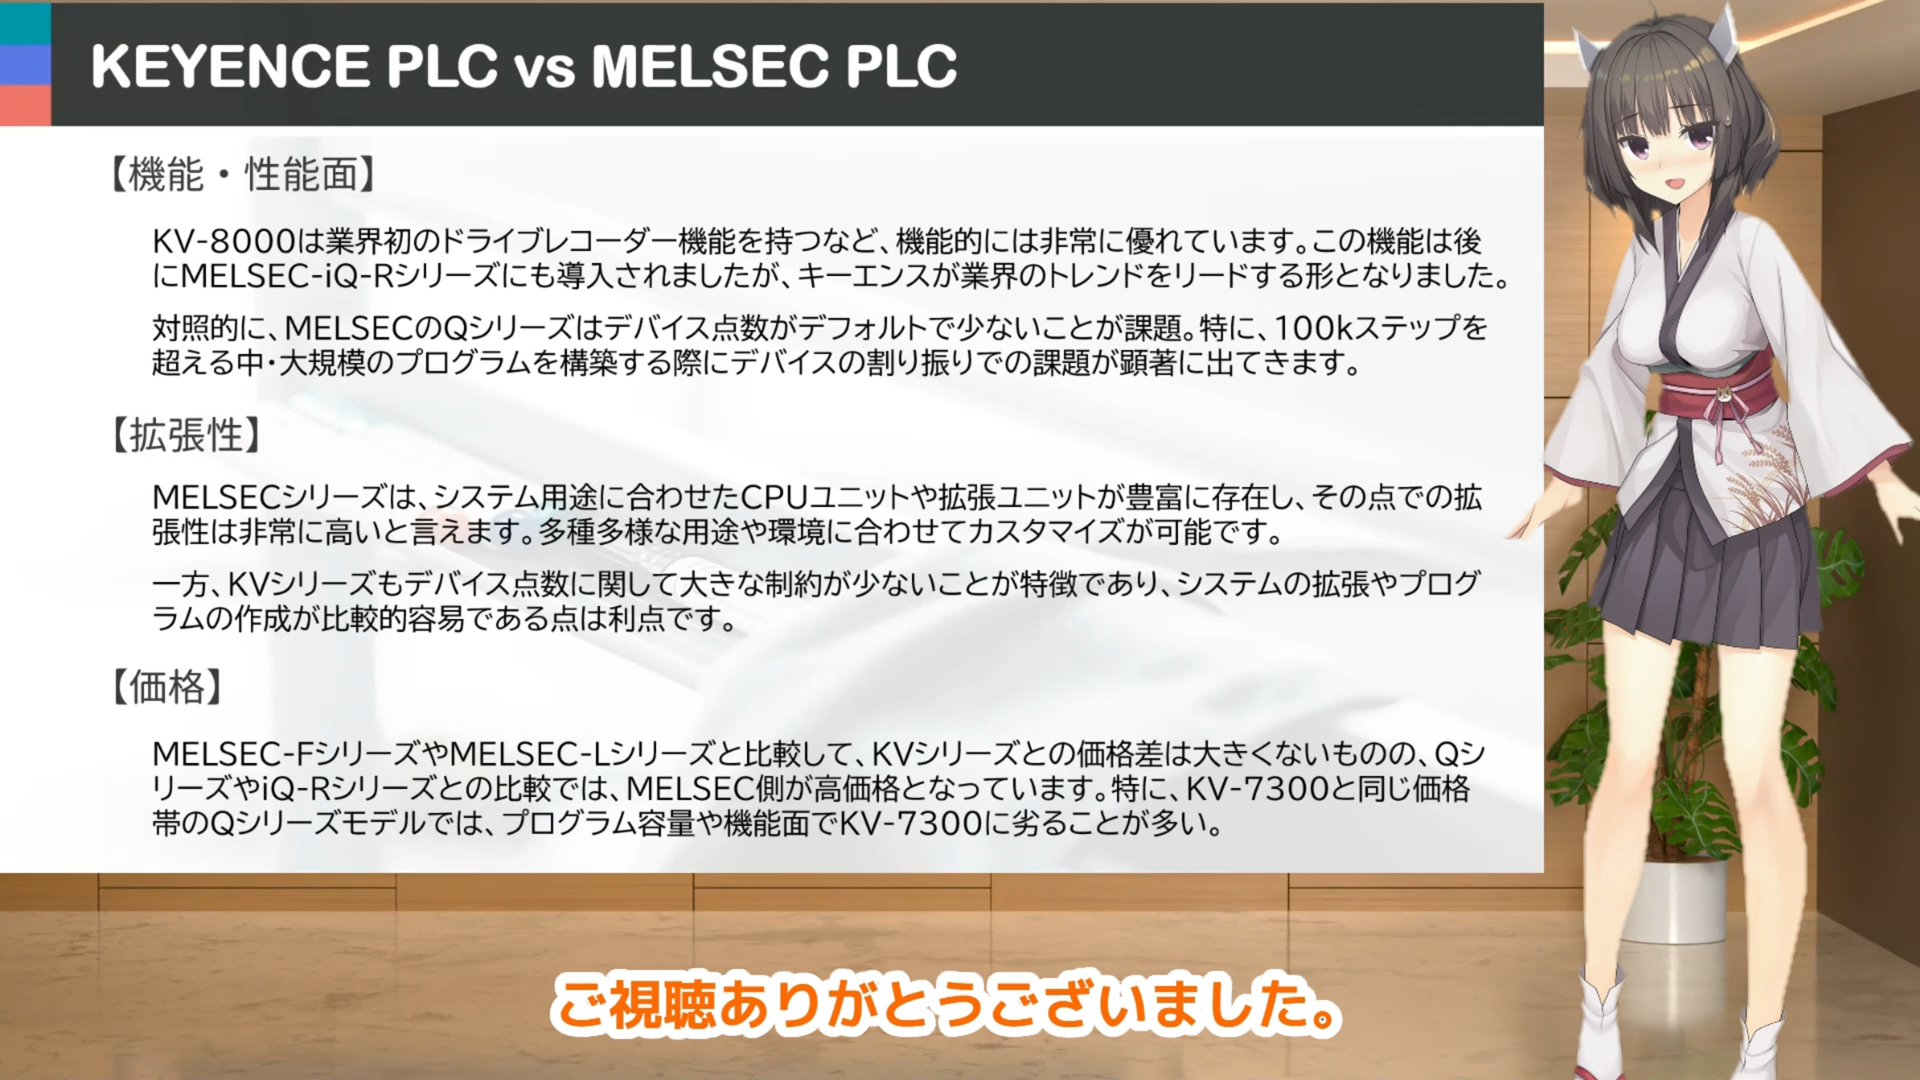 KEYENCE PLC vs MELSEC PLC
【機能・性能面】
KV-8000は業界初のドライブレコーダー機能を持つなど、機能的には非常に優れています。この機能は後
にMELSEC-iQ-Rシリーズにも導入されましたが、キーエンスが業界のトレンドをリードする形となりました。
対照的に、MELSECのQシリーズはデバイス点数がデフォルトで少ないことが課題。特に、100kステップを
超える中・大規模のプログラムを構築する際にデバイスの割り振りでの課題が顕著に出てきます。
【拡張性】
MELSECシリーズは、システム用途に合わせたCPUユニットや拡張ユニットが豊富に存在し、その点での拡
張性は非常に高いと言えます。多種多様な用途や環境に合わせてカスタマイズが可能です。
一方、KVシリーズもデバイス点数に関して大きな制約が少ないことが特徴であり、システムの拡張やプログ
ラムの作成が比較的容易である点は利点です。
【価格】
MELSEC-FシリーズやMELSEC-Lシリーズと比較して、KVシリーズとの価格差は大きくないものの、Qシ
リーズやiQ-Rシリーズとの比較では、MELSEC側が高価格となっています。特に、KV-7300と同じ価格
帯のQシリーズモデルでは、プログラム容量や機能面でKV-7300に劣ることが多い。
ご視聴ありがとうございました。